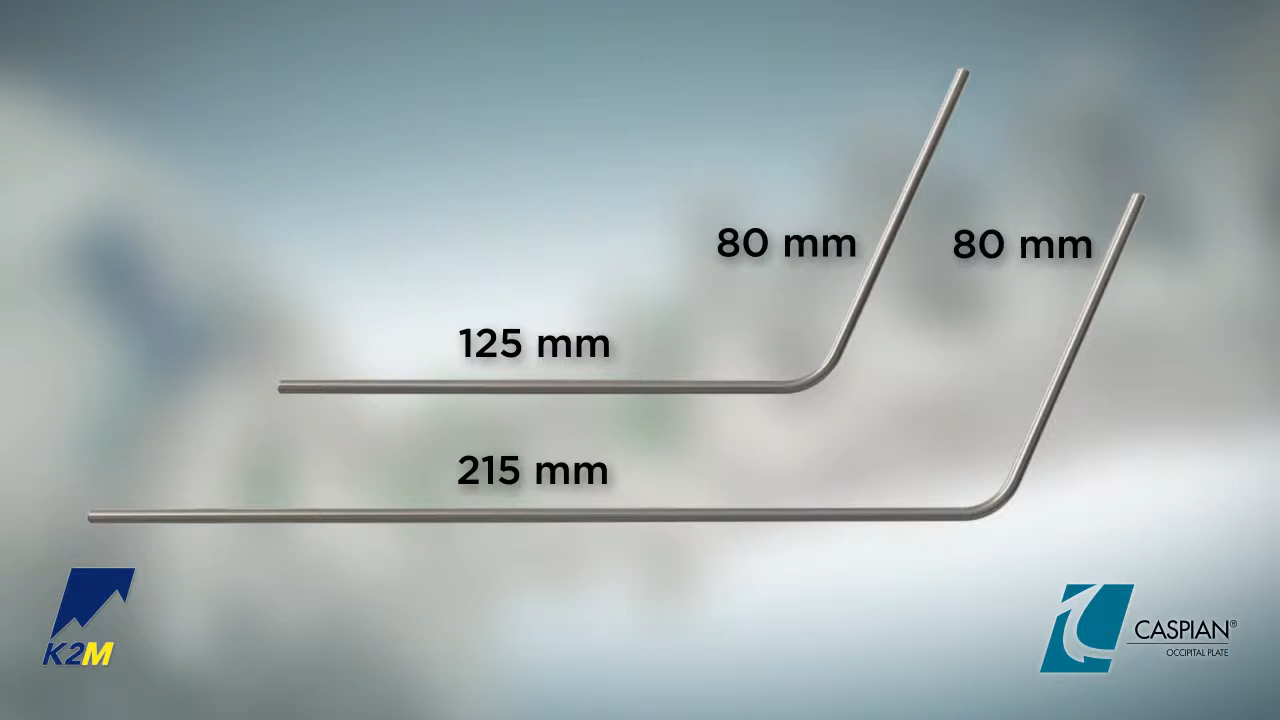 80 mm
80 mm
125 mm
215 mm
K2M
CASPIAN®
OCCIPITAL PLATE